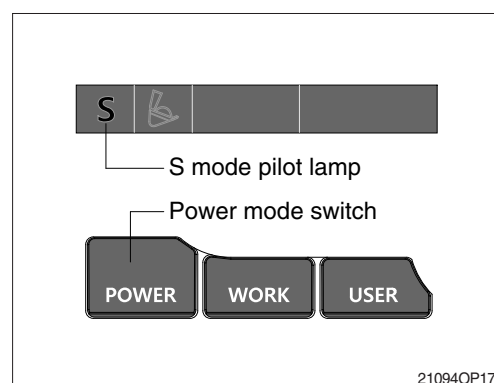 S
S mode pilot lamp
Power mode switch
POWER WORK USER
21094OP17